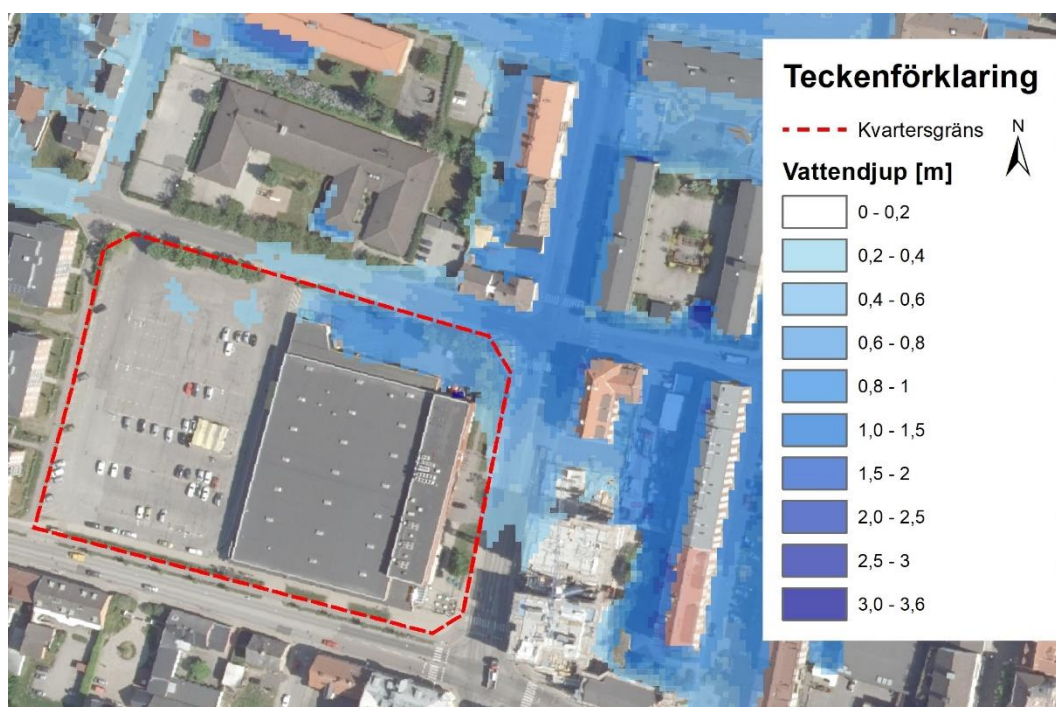 Teckenförklaring
Kvartersgräns
N
Vattendjup [m]
0 - 0,2
0,2 - 0,4
0,4 - 0,6
0,6 - 0,8
0,8 - 1
1,0 - 1,5
1,5 - 2
2,0 - 2,5
2,5 - 3
3,0 - 3,6